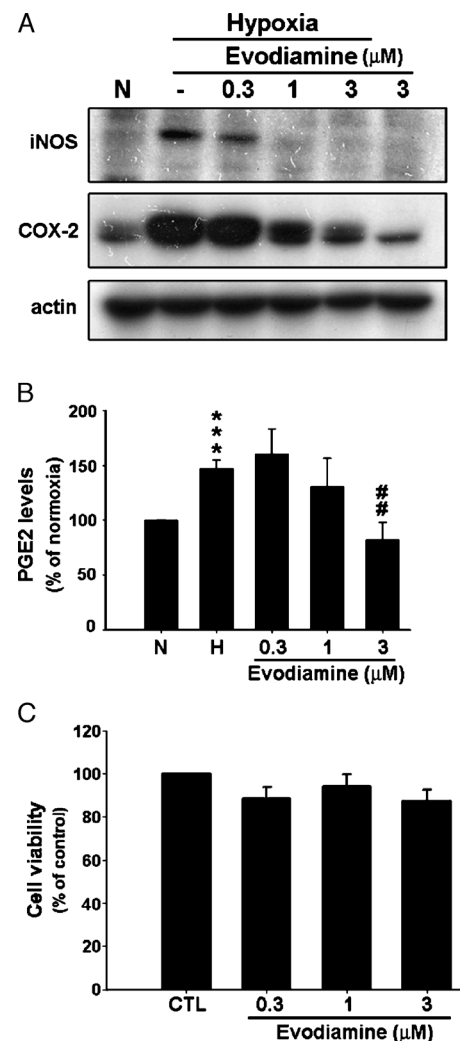 A
Hypoxia
Evodiamine (μM)
N - 0.3 1 3 3
iNOS
COX-2
actin
B
200
150
100
50
0
PGE2 levels
(% of normoxia)
***
##
N H 0.3 1 3
Evodiamine (μM)
C
120
100
80
60
40
20
0
Cell viability
(% of control)
CTL 0.3 1 3
Evodiamine (μM)